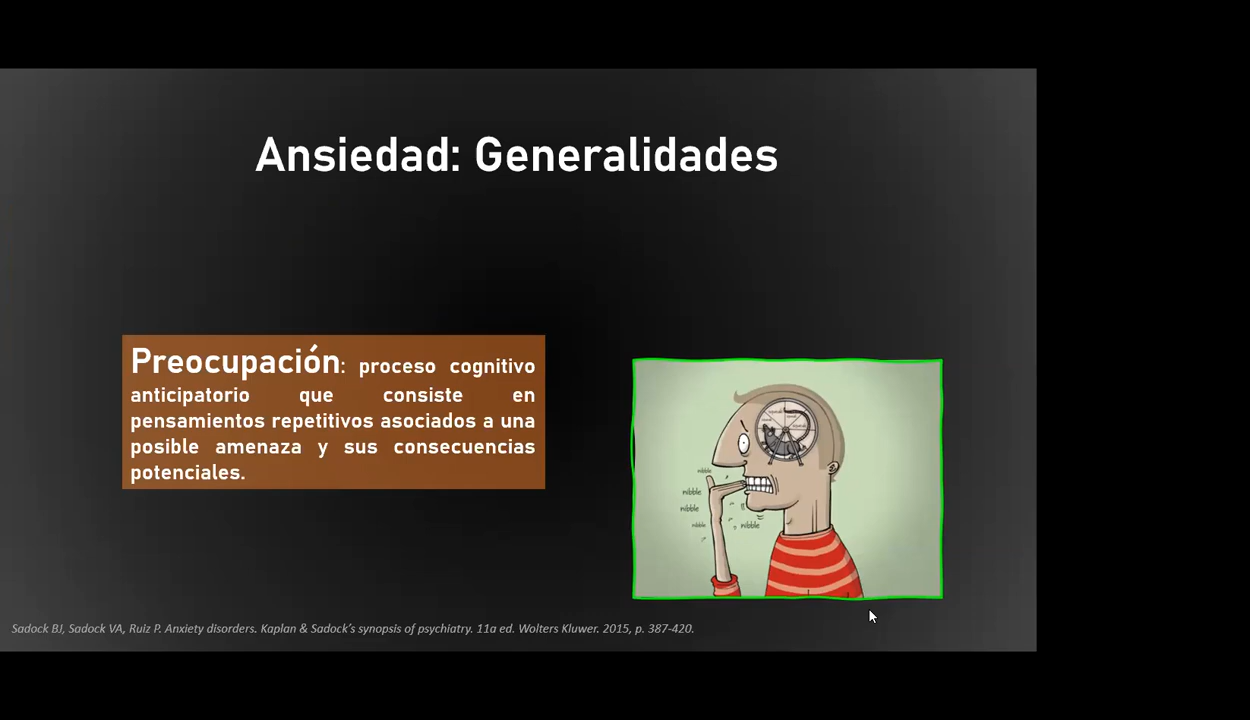 Ansiedad: Generalidades
Preocupación: proceso cognitivo
anticipatorio que consiste en
pensamientos repetitivos asociados a una
posible amenaza y sus consecuencias
potenciales.
nibble
nibble
nibble
nibble
nibble
Sadock BJ, Sadock VA, Ruiz P. Anxiety disorders. Kaplan & Sadock's synopsis of psychiatry. 11a ed. Wolters Kluwer. 2015, p. 387-420.